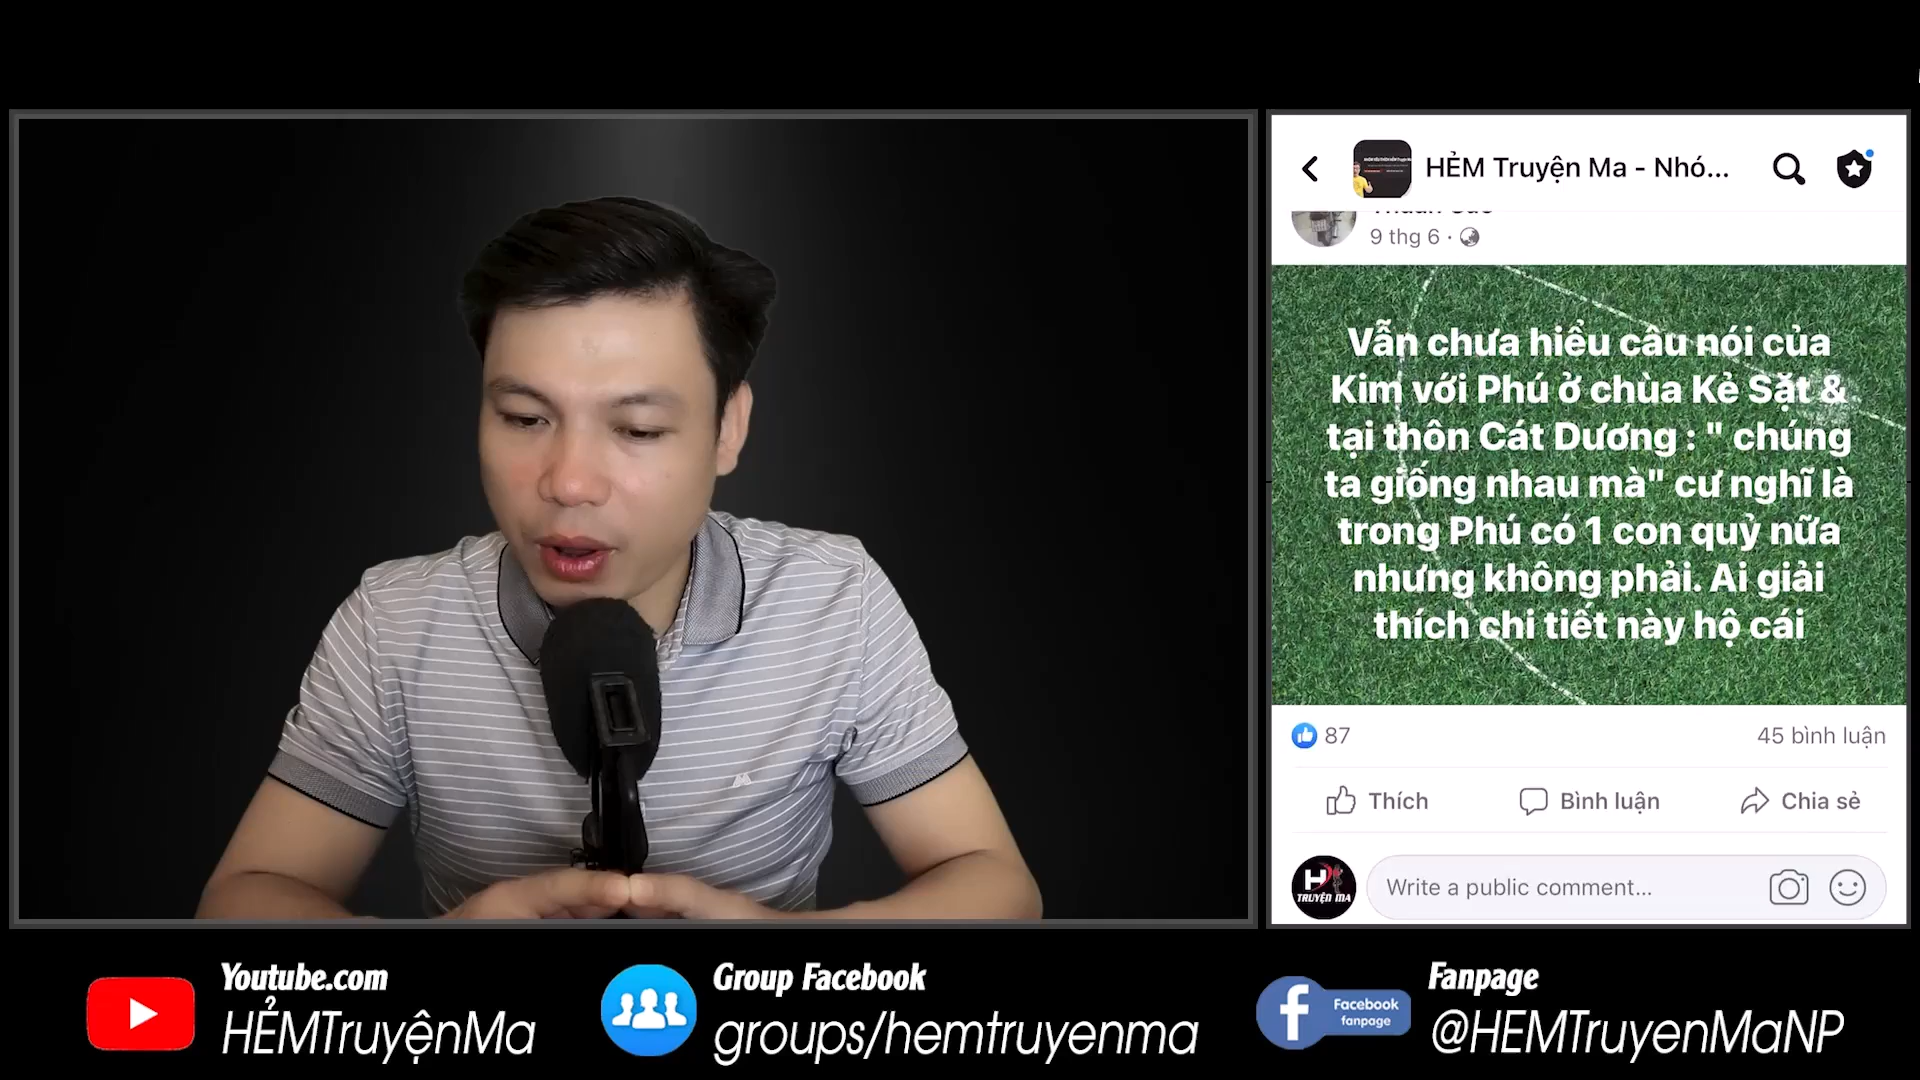 HẺM Truyện Ma - Nhó...
9 thg 6 ·
Vẫn chưa hiểu câu nói của
Kim với Phú ở chùa Kẻ Sặt &
tại thôn Cát Dương : " chúng
ta giống nhau mà" cư nghĩ là
trong Phú có 1 con quỷ nữa
nhưng không phải. Ai giải
thích chi tiết này hộ cái
87
45 bình luận
Thích
Bình luận
Chia sẻ
H
TRUYỆN MA
Write a public comment...
Youtube.com
HẺMTruyệnMa
Group Facebook
groups/hemtruyenma
Facebook
fanpage
Fanpage
@HEMTruyenMaNP